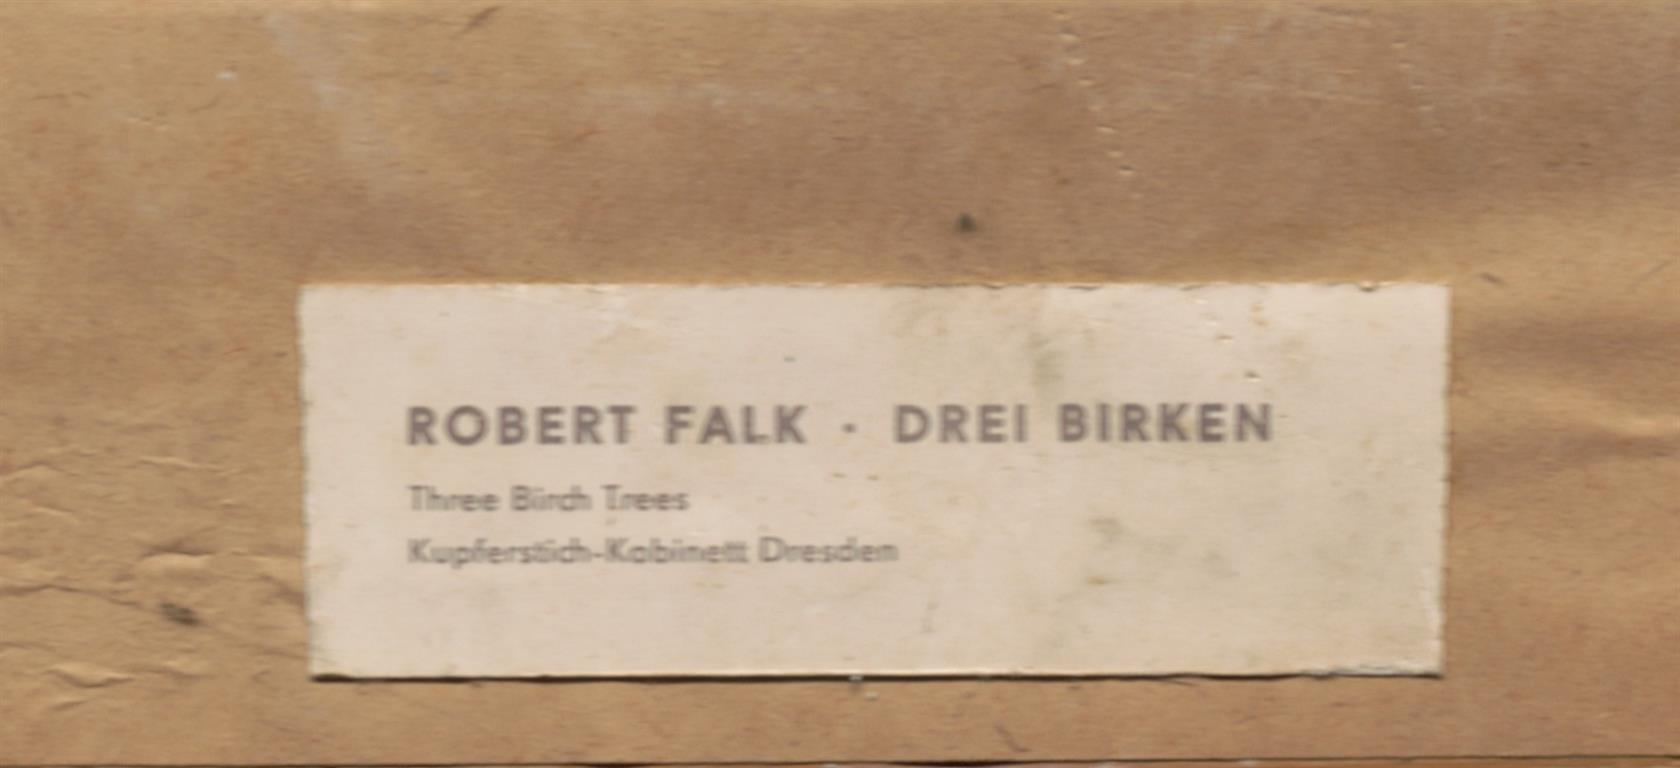 ROBERT FALK · DREI BIRKEN
Three Birch Trees
Kupferstich-Kabinett Dresden